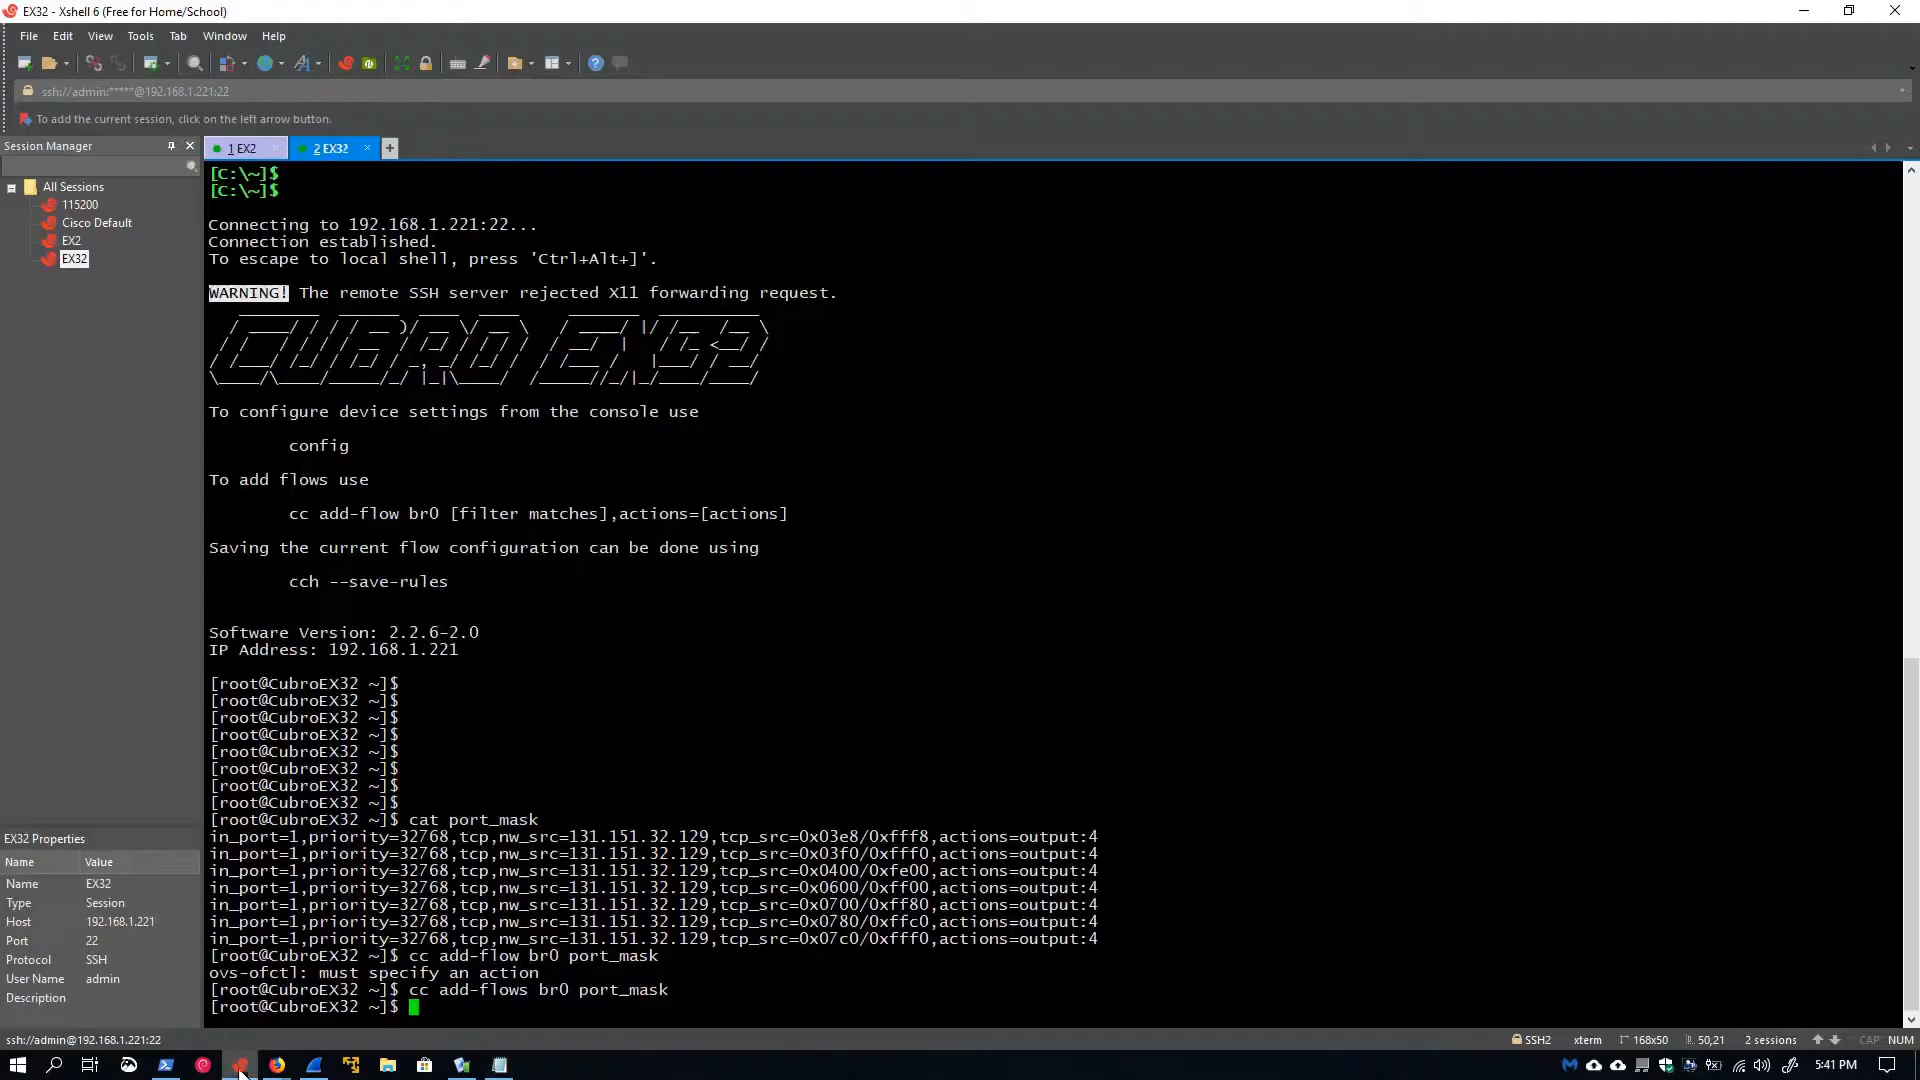 EX32 - Xshell 6 (Free for Home/School)
File Edit View Tools Tab Window Help
ssh://admin:*****@192.168.1.221:22
To add the current session, click on the left arrow button.
Session Manager
1 EX2
2 EX32
All Sessions
115200
Cisco Default
EX2
EX32
[C:\~]$
[C:\~]$
Connecting to 192.168.1.221:22...
Connection established.
To escape to local shell, press 'Ctrl+Alt+]'.
WARNING! The remote SSH server rejected X11 forwarding request.
CUBRO EX32
To configure device settings from the console use
config
To add flows use
cc add-flow br0 [filter matches],actions=[actions]
Saving the current flow configuration can be done using
cch --save-rules
Software Version: 2.2.6-2.0
IP Address: 192.168.1.221
[root@CubroEX32 ~]$
[root@CubroEX32 ~]$
[root@CubroEX32 ~]$
[root@CubroEX32 ~]$
[root@CubroEX32 ~]$
[root@CubroEX32 ~]$
[root@CubroEX32 ~]$
[root@CubroEX32 ~]$
[root@CubroEX32 ~]$ cat port_mask
in_port=1,priority=32768,tcp,nw_src=131.151.32.129,tcp_src=0x03e8/0xfff8,actions=output:4
in_port=1,priority=32768,tcp,nw_src=131.151.32.129,tcp_src=0x03f0/0xfff0,actions=output:4
in_port=1,priority=32768,tcp,nw_src=131.151.32.129,tcp_src=0x0400/0xfe00,actions=output:4
in_port=1,priority=32768,tcp,nw_src=131.151.32.129,tcp_src=0x0600/0xff00,actions=output:4
in_port=1,priority=32768,tcp,nw_src=131.151.32.129,tcp_src=0x0700/0xff80,actions=output:4
in_port=1,priority=32768,tcp,nw_src=131.151.32.129,tcp_src=0x0780/0xffc0,actions=output:4
in_port=1,priority=32768,tcp,nw_src=131.151.32.129,tcp_src=0x07c0/0xfff0,actions=output:4
[root@CubroEX32 ~]$ cc add-flow br0 port_mask
ovs-ofctl: must specify an action
[root@CubroEX32 ~]$ cc add-flows br0 port_mask
[root@CubroEX32 ~]$
EX32 Properties
Name Value
Name EX32
Type Session
Host 192.168.1.221
Port 22
Protocol SSH
User Name admin
Description
ssh://admin@192.168.1.221:22
SSH2 xterm 168x50 50,21 2 sessions CAP NUM
5:41 PM